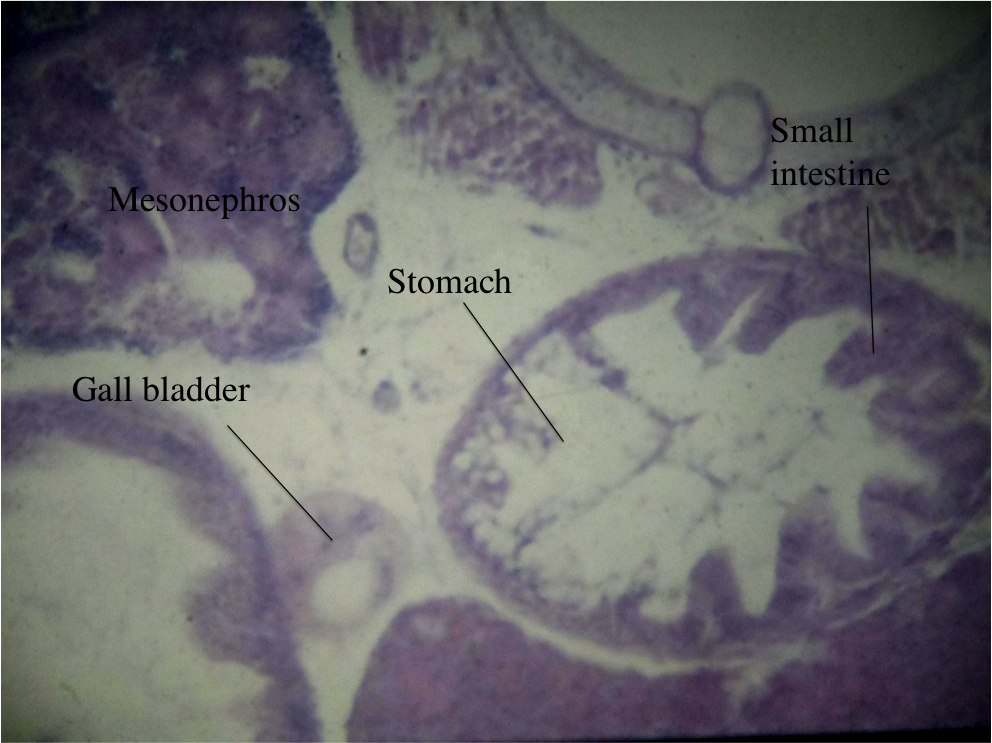 Small
intestine
Mesonephros
Stomach
Gall bladder